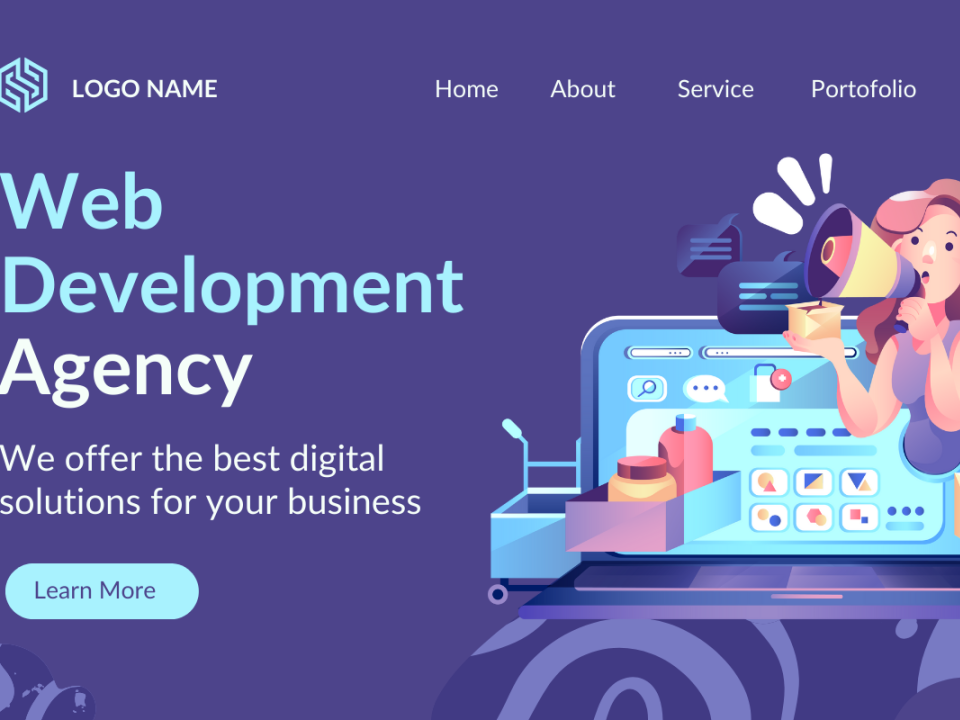 LOGO NAME
Home About Service Portofolio
Web
Development
Agency
We offer the best digital
solutions for your business
Learn More